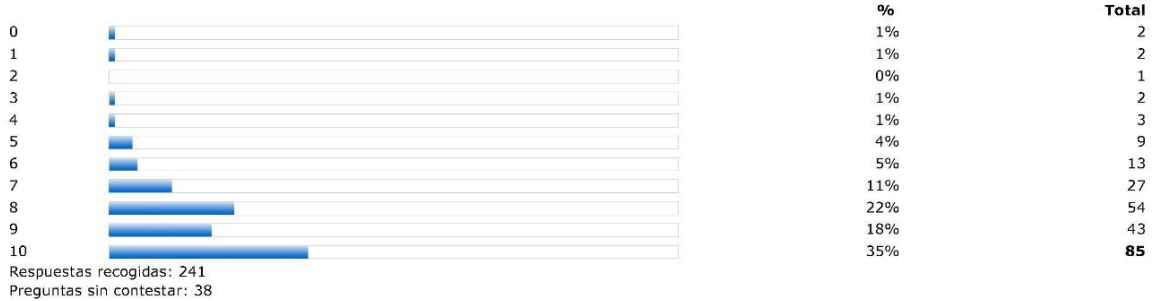 % Total
0 1% 2
1 1% 2
2 0% 1
3 1% 2
4 1% 3
5 4% 9
6 5% 13
7 11% 27
8 22% 54
9 18% 43
10 35% 85
Respuestas recogidas: 241
Preguntas sin contestar: 38